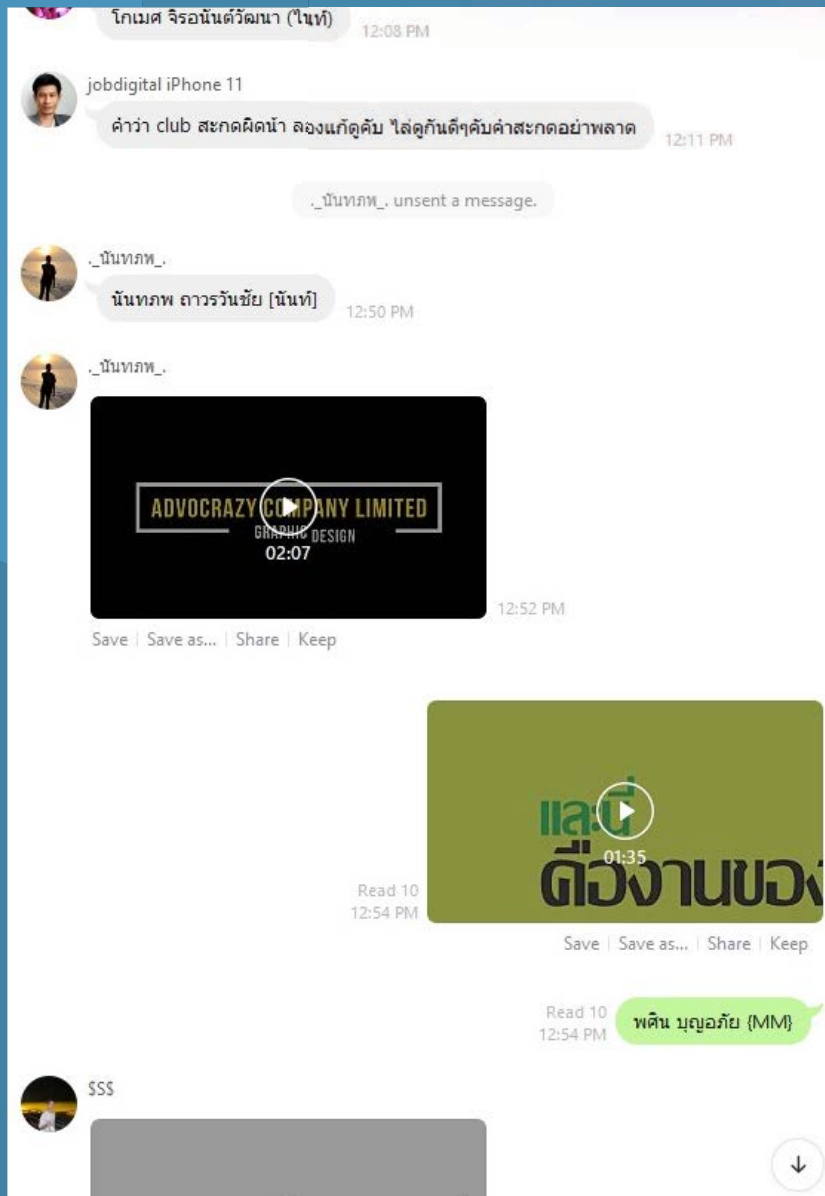 โกเมศ จิรอนันต์วัฒนา (ไนท์)
12:08 PM
jobdigital iPhone 11
คำว่า club สะกดผิดน้า ลองแก้ดูคับ ไล่ดูกันดีๆคับคำสะกดอย่าพลาด
12:11 PM
._นันทภพ_. unsent a message.
._นันทภพ_.
นันทภพ ถาวรวันชัย [นันท์]
12:50 PM
._นันทภพ_.
ADVOCRAZY COMPANY LIMITED
GRAPHIC DESIGN
02:07
12:52 PM
Save | Save as... | Share | Keep
และนี่
01:35
คืองานของ
Read 10
12:54 PM
Save | Save as... | Share | Keep
Read 10
12:54 PM
พศิน บุญอภัย {MM}
$$$